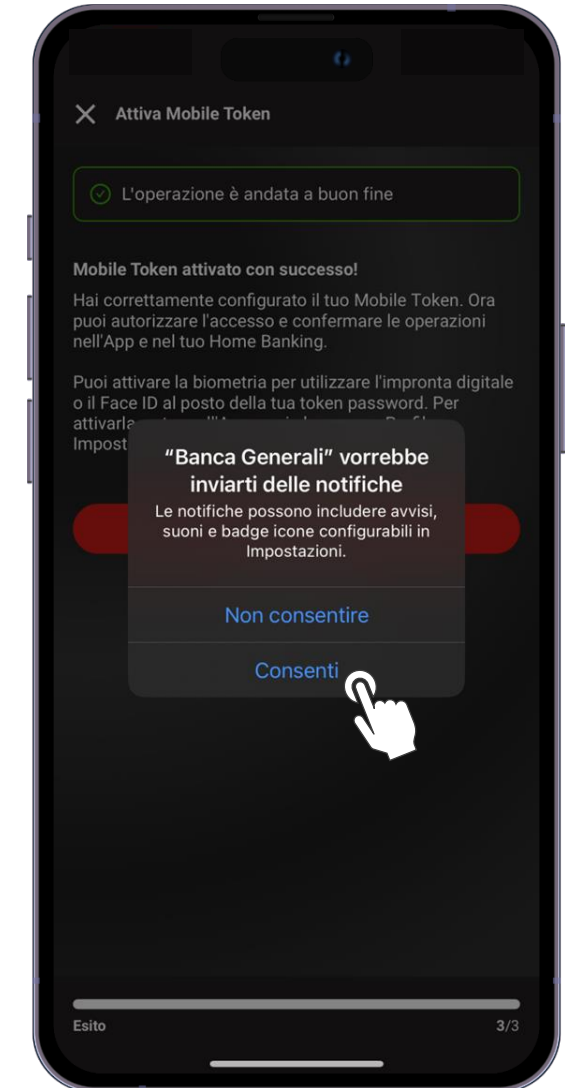 Attiva Mobile Token
L'operazione è andata a buon fine
Mobile Token attivato con successo!
Hai correttamente configurato il tuo Mobile Token. Ora
puoi autorizzare l'accesso e confermare le operazioni
nell'App e nel tuo Home Banking.
Puoi attivare la biometria per utilizzare l'impronta digitale
o il Face ID al posto della tua token password. Per
“Banca Generali” vorrebbe
inviarti delle notifiche
Le notifiche possono includere avvisi,
suoni e badge icone configurabili in
Impostazioni.
Non consentire
Consenti
Esito
3/3